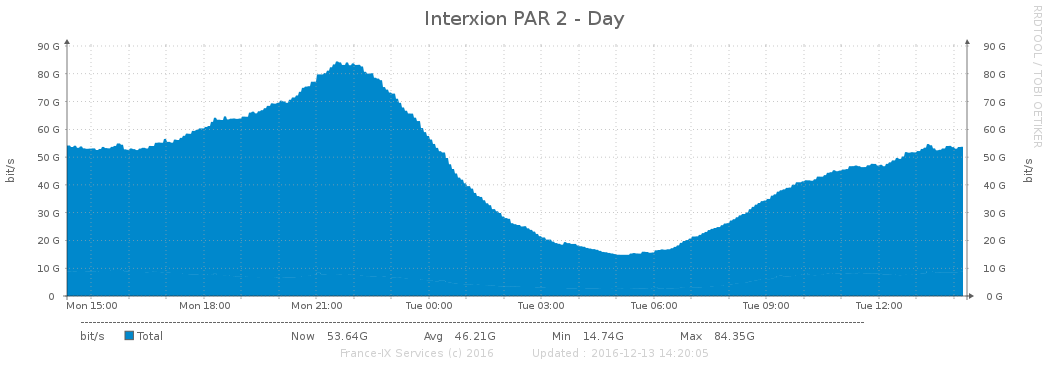 Interxion PAR 2 - Day
RRDTOOL / TOBI OETIKER
bit/s
90 G 90 G
80 G 80 G
70 G 70 G
60 G 60 G
50 G 50 G
40 G 40 G
30 G 30 G
20 G 20 G
10 G 10 G
0 0 G
bit/s
Mon 15:00 Mon 18:00 Mon 21:00 Tue 00:00 Tue 03:00 Tue 06:00 Tue 09:00 Tue 12:00
bit/s Total Now 53.64G Avg 46.21G Min 14.74G Max 84.35G
France-IX Services (c) 2016 Updated : 2016-12-13 14:20:05